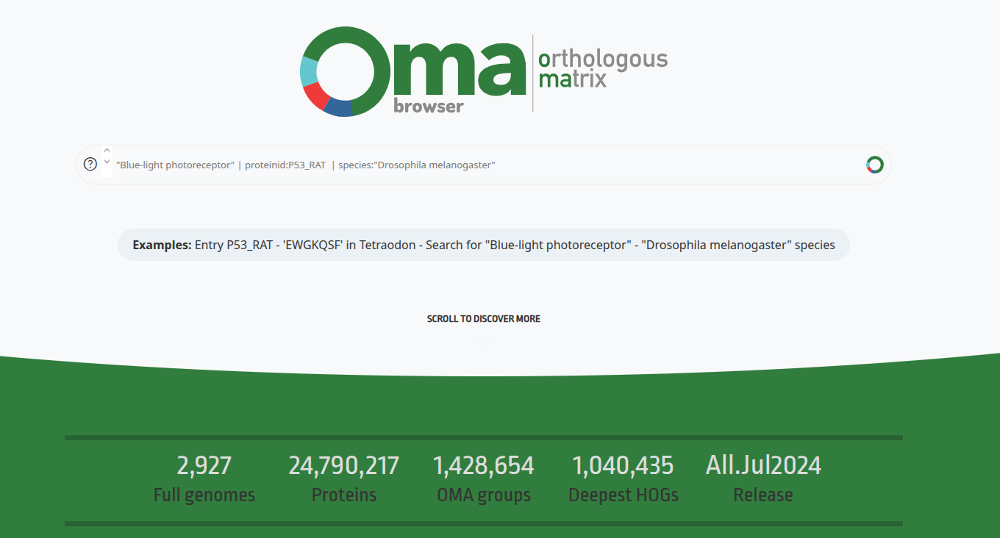 Oma
browser
orthologous
matrix
"Blue-light photoreceptor" | proteinid:P53_RAT  | species:"Drosophila melanogaster"
Examples: Entry P53_RAT - 'EWGKQSF' in Tetraodon - Search for "Blue-light photoreceptor" - "Drosophila melanogaster" species
SCROLL TO DISCOVER MORE
2,927 24,790,217 1,428,654 1,040,435 All.Jul2024
Full genomes Proteins OMA groups Deepest HOGs Release